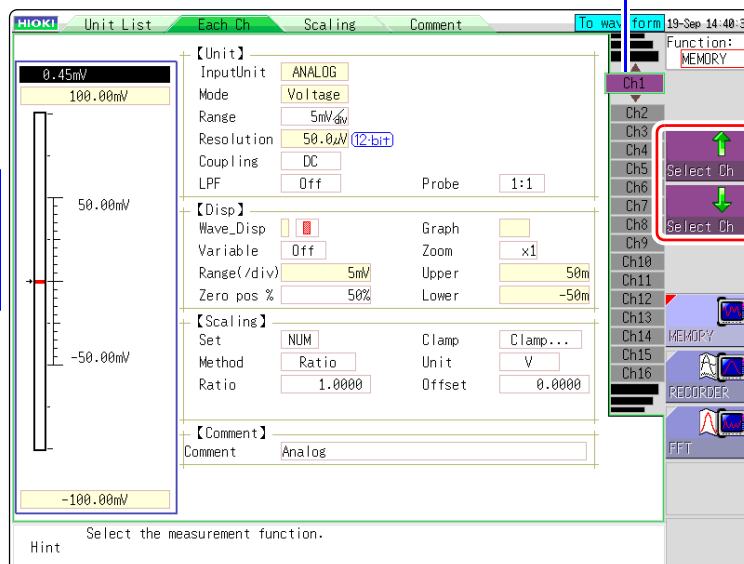 HIOKI Unit List Each Ch Scaling Comment To waveform 19-Sep 14:40:3
Function:
MEMORY
0.45mV
100.00mV
50.00mV
-50.00mV
-100.00mV
【Unit】
InputUnit ANALOG
Mode Voltage
Range 5mV/div
Resolution 50.0μV (12-bit)
Coupling DC
LPF Off Probe 1:1
【Disp】
Wave_Disp Graph
Variable Off Zoom x1
Range(/div) 5mV Upper 50m
Zero pos % 50% Lower -50m
【Scaling】
Set NUM Clamp Clamp...
Method Ratio Unit V
Ratio 1.0000 Offset 0.0000
【Comment】
Comment Analog
Ch1
Ch2
Ch3
Ch4
Ch5
Ch6
Ch7
Ch8
Ch9
Ch10
Ch11
Ch12
Ch13
Ch14
Ch15
Ch16
Select Ch
Select Ch
MEMORY
RECORDER
FFT
Select the measurement function.
Hint